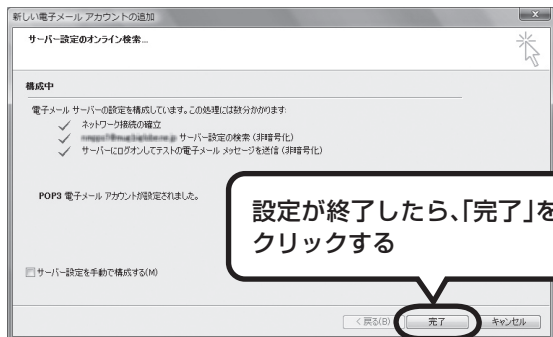 新しい電子メール アカウントの追加
サーバー設定のオンライン検索...
構成中
電子メール サーバーの設定を構成しています。この処理には数分かかります:
ネットワーク接続の確立
サーバー設定の検索 (非暗号化)
サーバーにログオンしてテストの電子メール メッセージを送信 (非暗号化)
POP3 電子メール アカウントが設定されました。
設定が終了したら、「完了」を
クリックする
サーバー設定を手動で構成する(M)
< 戻る(B) 完了 キャンセル